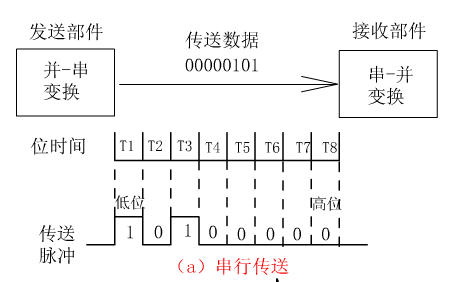 发送部件
传送数据
接收部件
并-串
变换
00000101
串-并
变换
位时间
T1 T2 T3 T4 T5 T6 T7 T8
低位
高位
传送
脉冲
1 0 1 0 0 0 0 0
（a）串行传送